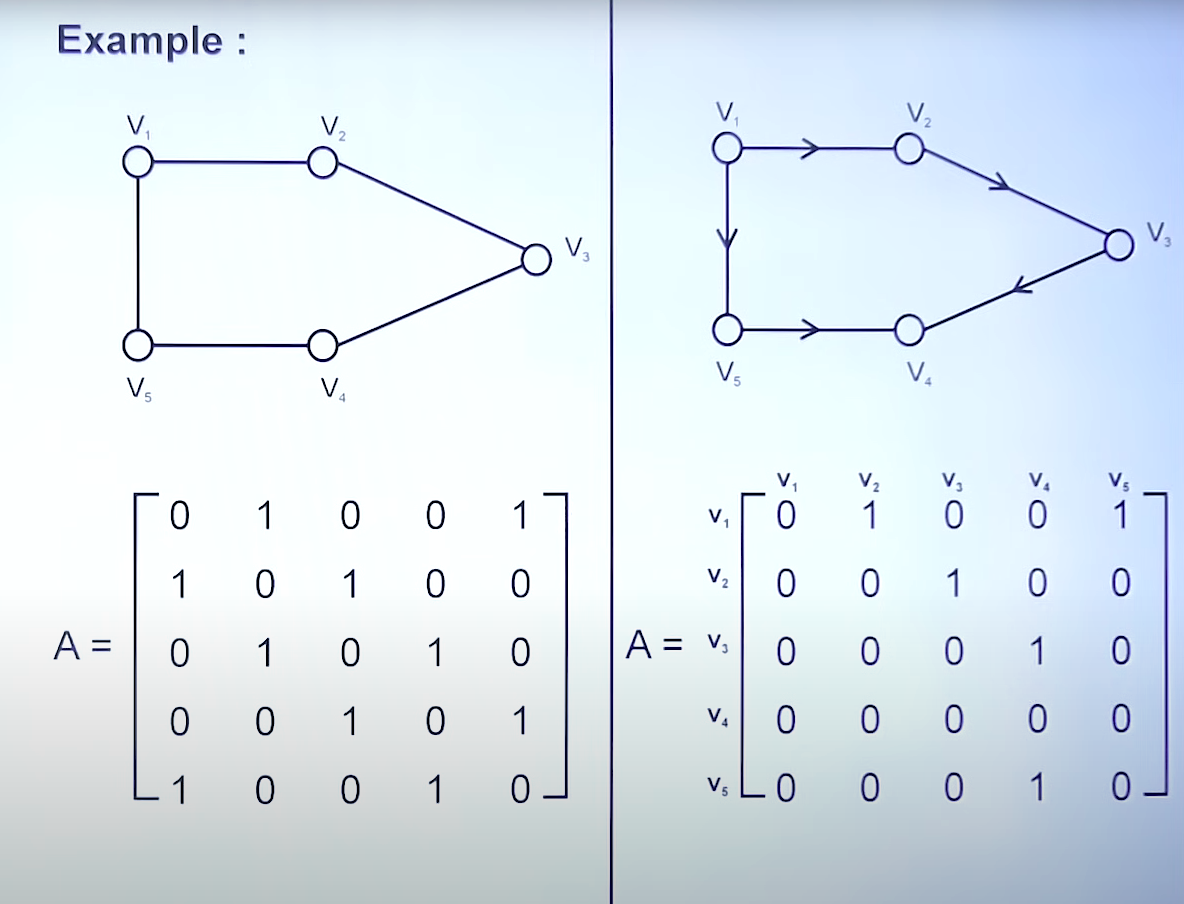 Example :
V₁ V₂
V₃
V₅ V₄
A =
0 1 0 0 1
1 0 1 0 0
0 1 0 1 0
0 0 1 0 1
1 0 0 1 0
V₁ V₂
V₃
V₅ V₄
A =
V₁ V₂ V₃ V₄ V₅
V₁ 0 1 0 0 1
V₂ 0 0 1 0 0
V₃ 0 0 0 1 0
V₄ 0 0 0 0 0
V₅ 0 0 0 1 0